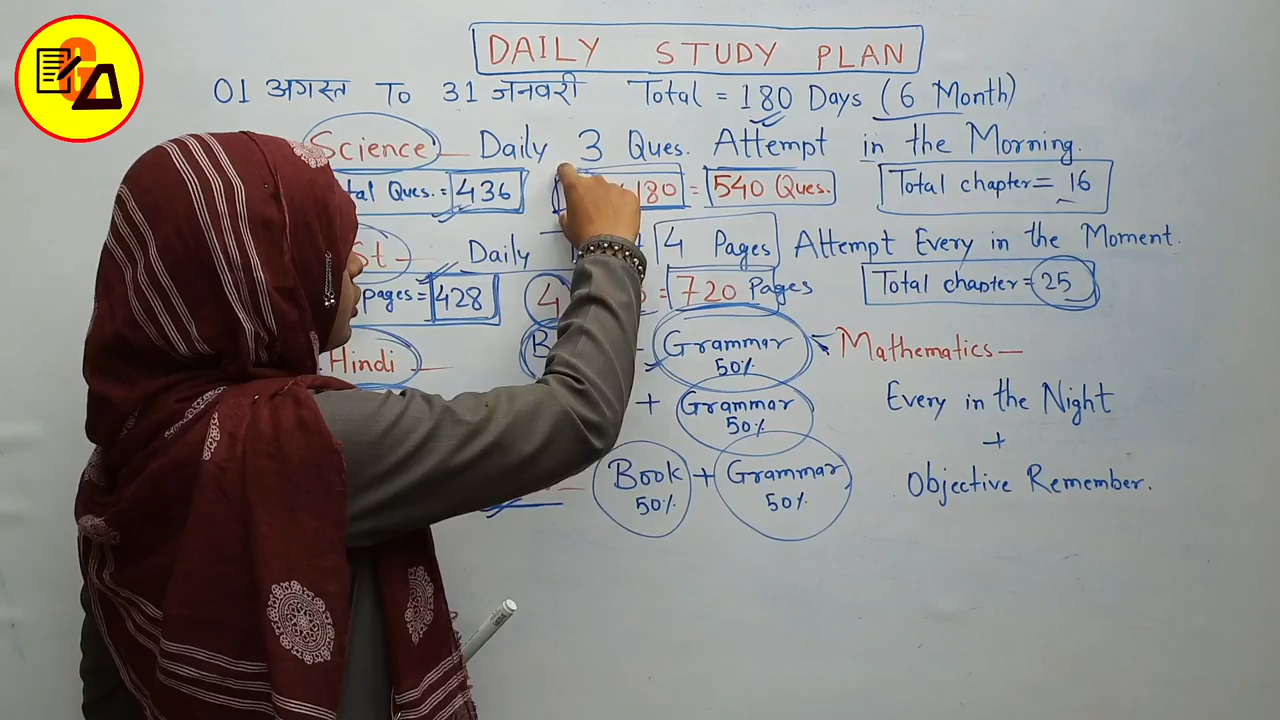 DAILY STUDY PLAN
01 अगस्त To 31 जनवरी Total = 180 Days (6 Month)
Science — Daily 3 Ques. Attempt in the Morning.
Ques. = 436 180 = 540 Ques. Total chapter = 16
Daily 4 Pages Attempt Every in the Moment.
pages = 428 4 = 720 Pages Total chapter = 25
Hindi — Grammar 50% Mathematics —
+ Grammar 50% Every in the Night
+
Book 50% + Grammar 50% Objective Remember.